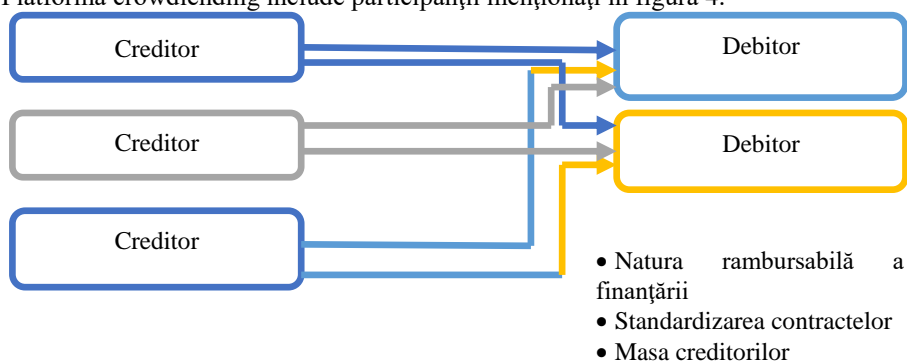 Platforma crowdlending include participanţii menţionaţi în figura 4.
Creditor
Debitor
Creditor
Debitor
Creditor
• Natura rambursabilă a
finanţării
• Standardizarea contractelor
• Masa creditorilor